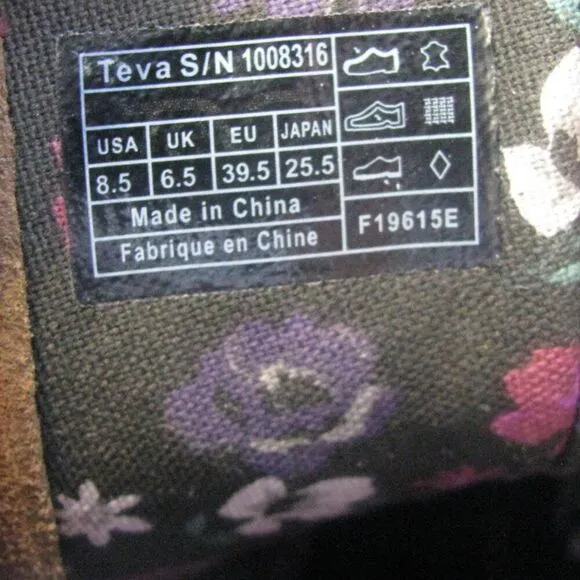 Teva S/N 1008316
USA UK EU JAPAN
8.5 6.5 39.5 25.5
Made in China
Fabrique en Chine
F19615E